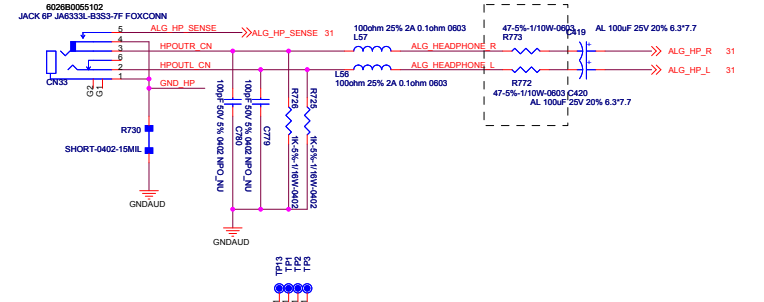 6026B0055102
JACK 6P JA6333L-B3S3-7F FOXCONN
5
4
3
6
2
1
CN33
G2
G1
ALG_HP_SENSE
ALG_HP_SENSE 31
HPOUTR_CN
HPOUTL_CN
GND_HP
R730
SHORT-0402-15MIL
GNDAUD
100pF 50V 5% 0402 NPO_NU
C780
100pF 50V 5% 0402 NPO_NU
C779
R726
1K-5%-1/16W-0402
R725
1K-5%-1/16W-0402
GNDAUD
100ohm 25% 2A 0.1ohm 0603
L57
L56
100ohm 25% 2A 0.1ohm 0603
ALG_HEADPHONE_R
ALG_HEADPHONE_L
47-5%-1/10W-0603
R773
R772
47-5%-1/10W-0603
C419
AL 100uF 25V 20% 6.3*7.7
C420
AL 100uF 25V 20% 6.3*7.7
ALG_HP_R 31
ALG_HP_L 31
TP13
TP1
TP2
TP3